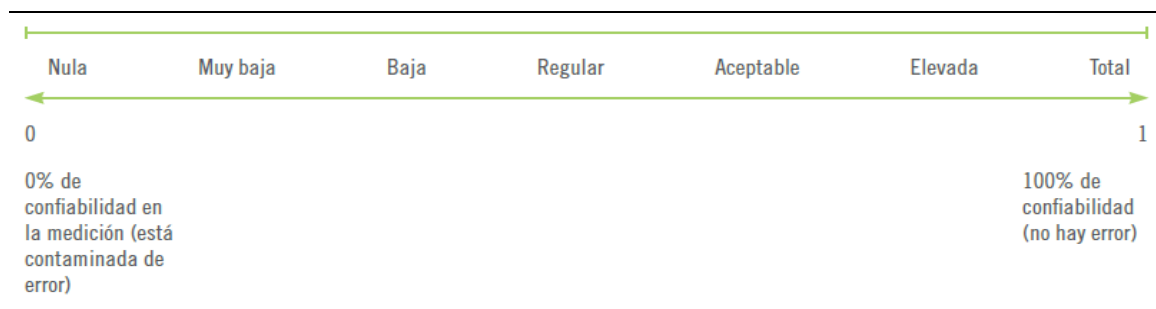 Nula Muy baja Baja Regular Aceptable Elevada Total
0 1
0% de
confiabilidad en
la medición (está
contaminada de
error)
100% de
confiabilidad
(no hay error)